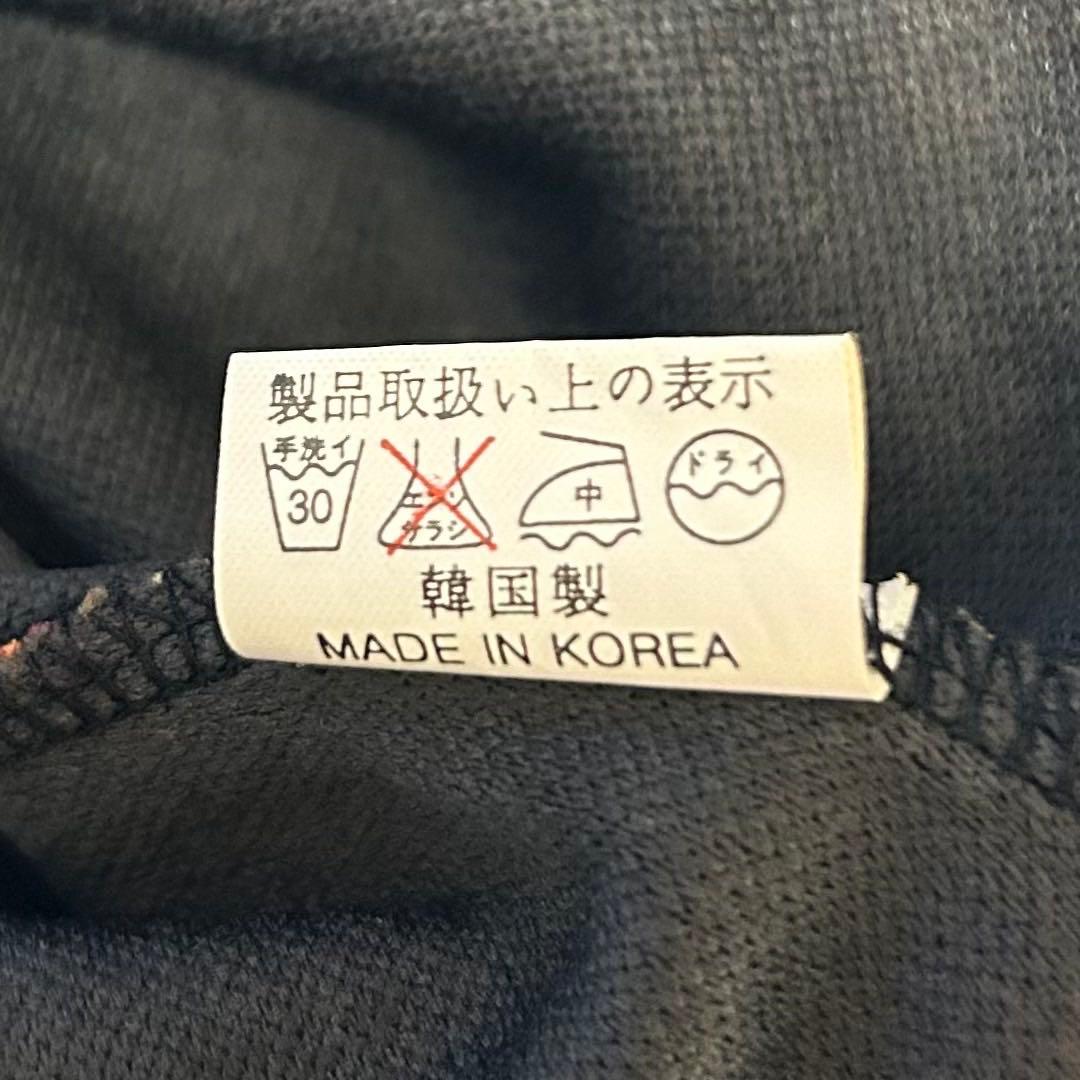 製品取扱い上の表示
手洗イ エンソ 中 ドライ
30 サラシ
韓国製
MADE IN KOREA